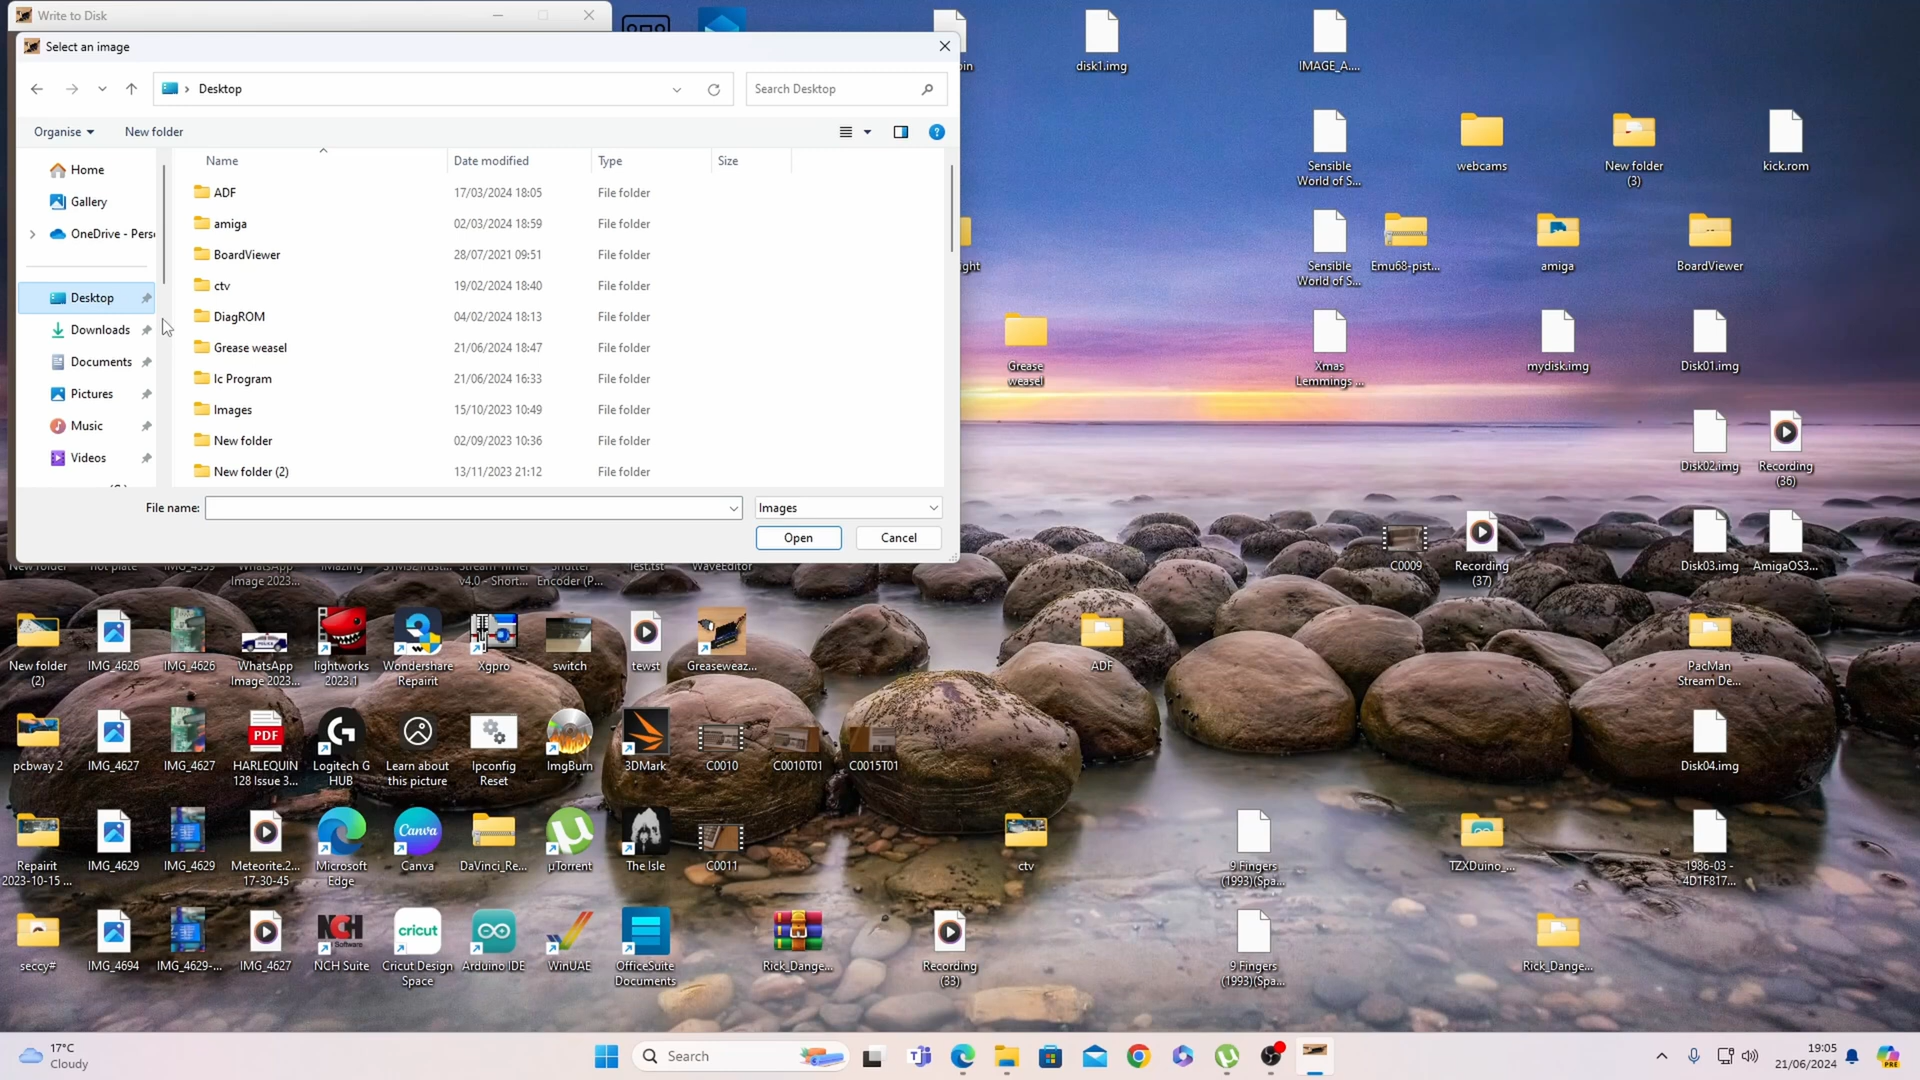 Write to Disk
Select an image
Desktop
Search Desktop
Organise
New folder
Home
Gallery
OneDrive - Pers
Desktop
Downloads
Documents
Pictures
Music
Videos
Name
Date modified
Type
Size
ADF 17/03/2024 18:05 File folder
amiga 02/03/2024 18:59 File folder
BoardViewer 28/07/2021 09:51 File folder
ctv 19/02/2024 18:40 File folder
DiagROM 04/02/2024 18:13 File folder
Grease weasel 21/06/2024 18:47 File folder
Ic Program 21/06/2024 16:33 File folder
Images 15/10/2023 10:49 File folder
New folder 02/09/2023 10:36 File folder
New folder (2) 13/11/2023 21:12 File folder
File name:
Images
Open
Cancel
disk1.img
IMAGE_A....
Sensible
World of S...
webcams
New folder
(3)
kick.rom
Sensible
World of S...
Emu68-pist...
amiga
BoardViewer
Grease
weasel
Xmas
Lemmings ...
mydisk.img
Disk01.img
Disk02.img
Recording
(36)
C0009
Recording
(37)
Disk03.img
AmigaOS3...
WhatsApp
Image 2023...
v4.0 - Short...
Encoder (P...
Test.tst
WaveEditor
New folder
(2)
IMG_4626
IMG_4626
WhatsApp
Image 2023...
lightworks
2023.1
Wondershare
Repairit
Xgpro
switch
tewst
Greaseweaz...
ADF
PacMan
Stream De...
pcbway 2
IMG_4627
IMG_4627
PDF
HARLEQUIN
128 Issue 3...
Logitech G
HUB
Learn about
this picture
Ipconfig
Reset
ImgBurn
3DMark
C0010
C0010T01
C0015T01
Disk04.img
Repairit
2023-10-15 ...
IMG_4629
IMG_4629
Meteorite.2...
17-30-45
Microsoft
Edge
Canva
Canva
DaVinci_Re...
µTorrent
The Isle
C0011
ctv
9 Fingers
(1993)(Spa...
TZXDuino_...
1986-03 -
4D1F817...
seccy#
IMG_4694
IMG_4629-...
IMG_4627
NCH
Software
NCH Suite
cricut
Cricut Design
Space
Arduino IDE
WinUAE
OfficeSuite
Documents
Rick_Dange...
Recording
(33)
9 Fingers
(1993)(Spa...
Rick_Dange...
17°C
Cloudy
Search
19:05
21/06/2024
PRE